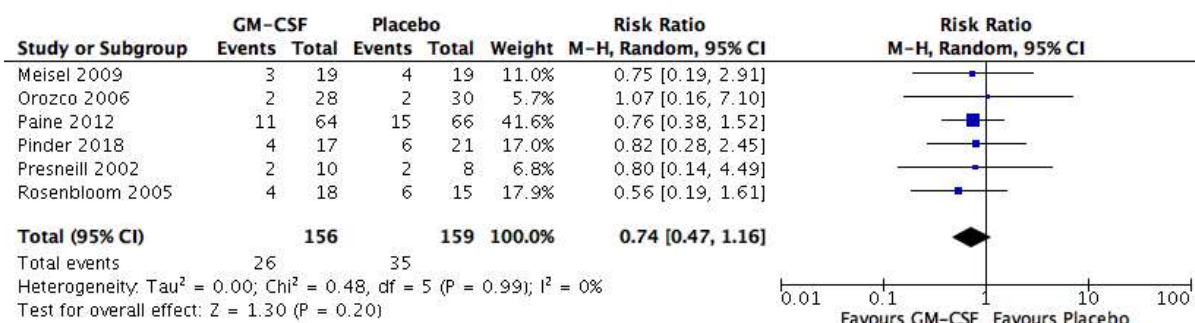 GM-CSF Placebo Risk Ratio Risk Ratio
Study or Subgroup Events Total Events Total Weight M-H, Random, 95% CI M-H, Random, 95% CI
Meisel 2009 3 19 4 19 11.0% 0.75 [0.19, 2.91]
Orozco 2006 2 28 2 30 5.7% 1.07 [0.16, 7.10]
Paine 2012 11 64 15 66 41.6% 0.76 [0.38, 1.52]
Pinder 2018 4 17 6 21 17.0% 0.82 [0.28, 2.45]
Presneill 2002 2 10 2 8 6.8% 0.80 [0.14, 4.49]
Rosenbloom 2005 4 18 6 15 17.9% 0.56 [0.19, 1.61]
Total (95% CI) 156 159 100.0% 0.74 [0.47, 1.16]
Total events 26 35
Heterogeneity: Tau² = 0.00; Chi² = 0.48, df = 5 (P = 0.99); I² = 0%
Test for overall effect: Z = 1.30 (P = 0.20)
0.01 0.1 1 10 100
Favours GM-CSF Favours Placebo